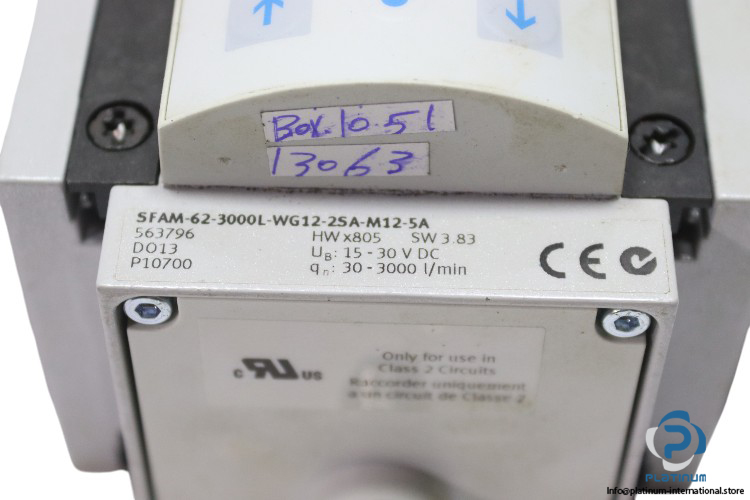 Box.10.51
13063
SFAM-62-3000L-WG12-2SA-M12-5A
563796 HW x805 SW 3.83
DO13 UB: 15 - 30 V DC
P10700 qn: 30 - 3000 l/min
CE
c RU US
Only for use in
Class 2 Circuits
Raccorder uniquement
a un circuit de Classe 2
PLATINUM
Info@platinum-international.store